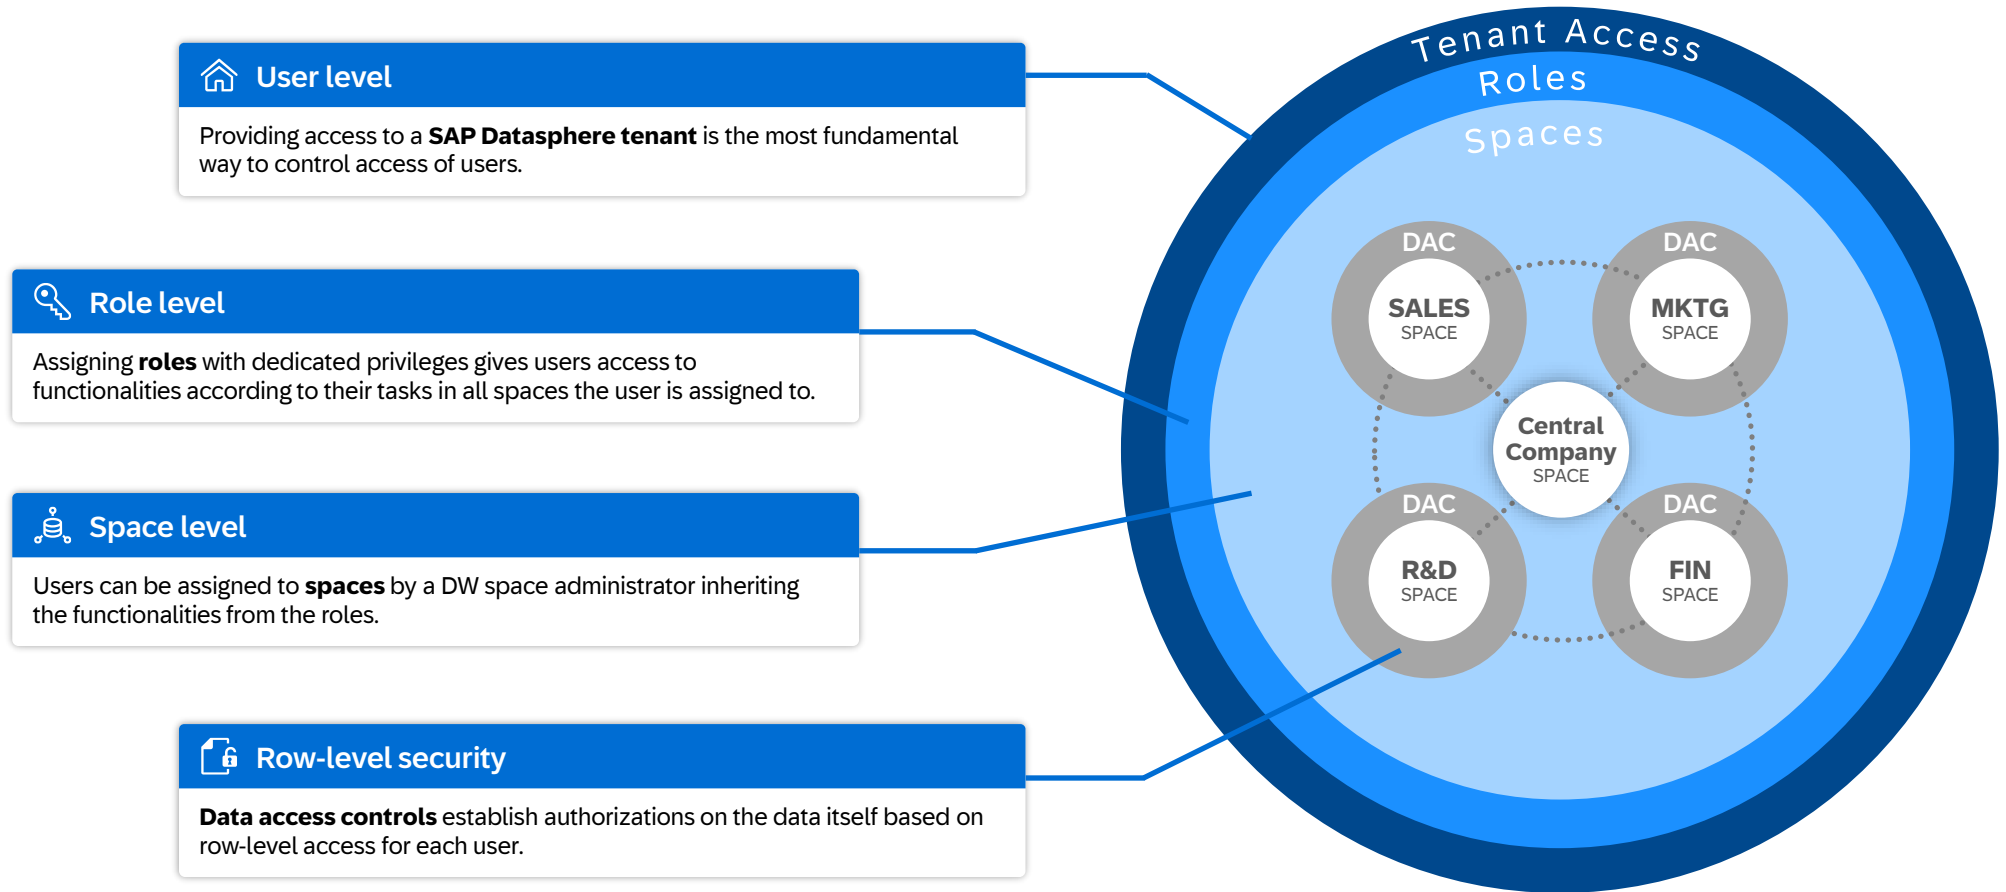 User level
Providing access to a SAP Datasphere tenant is the most fundamental
way to control access of users.
Role level
Assigning roles with dedicated privileges gives users access to
functionalities according to their tasks in all spaces the user is assigned to.
Space level
Users can be assigned to spaces by a DW space administrator inheriting
the functionalities from the roles.
Row-level security
Data access controls establish authorizations on the data itself based on
row-level access for each user.
Tenant Access
Roles
Spaces
DAC
SALES
SPACE
DAC
MKTG
SPACE
Central
Company
SPACE
DAC
R&D
SPACE
DAC
FIN
SPACE